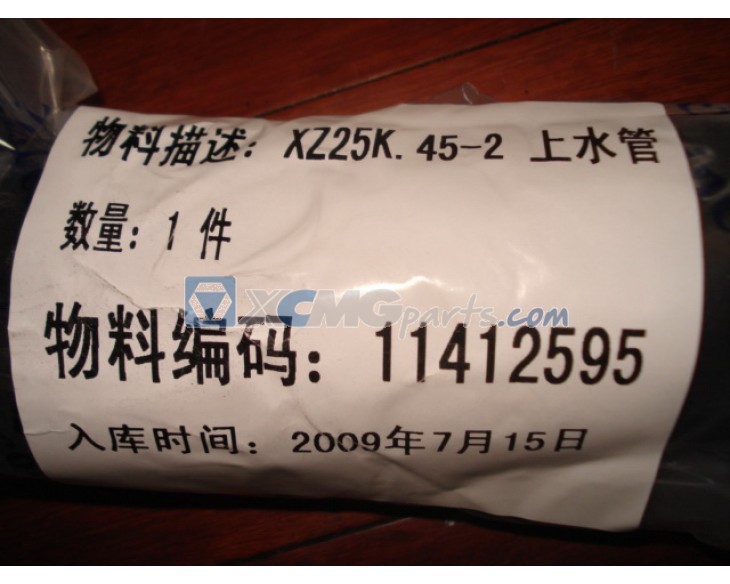 物料描述: XZ25K.45-2 上水管
数量: 1 件
XCMGparts.com
物料编码: 11412595
入库时间: 2009年7月15日